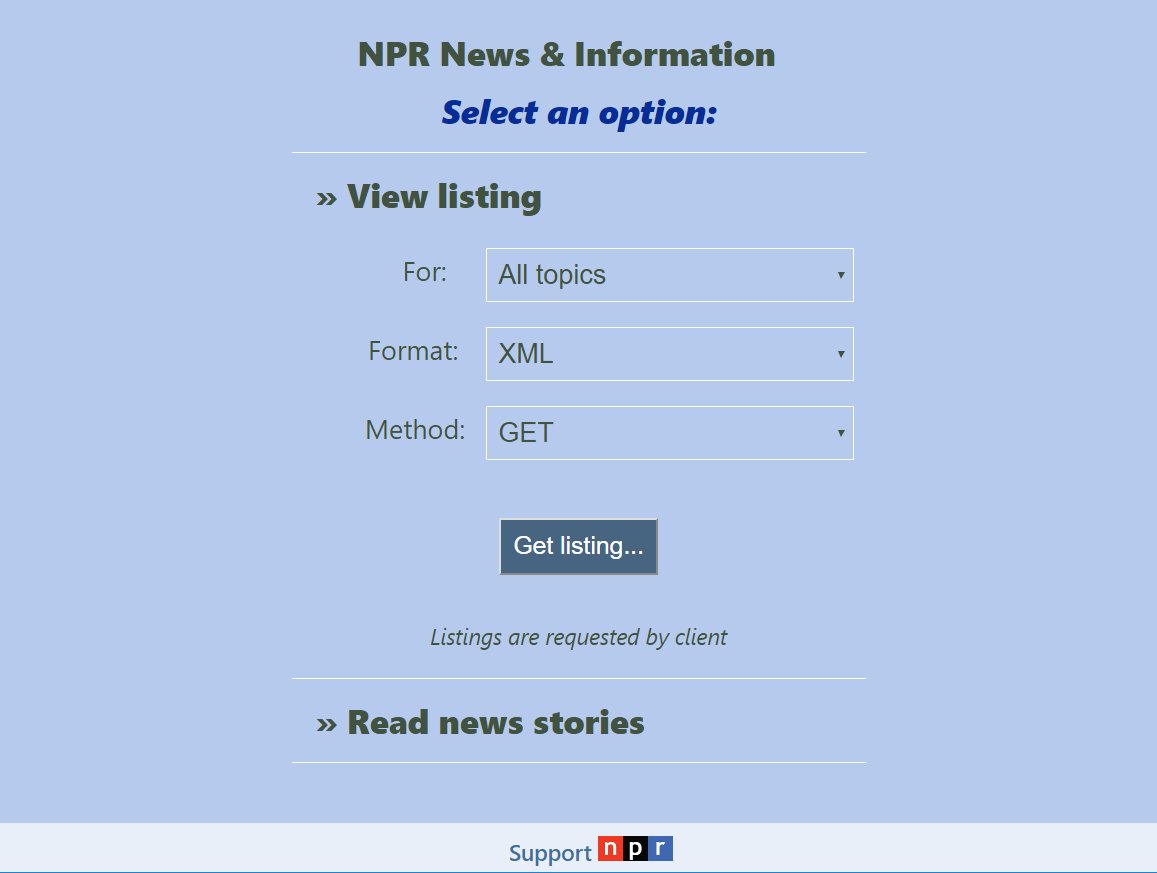 NPR News & Information
Select an option:
» View listing
For: All topics
Format: XML
Method: GET
Get listing...
Listings are requested by client
» Read news stories
Support npr